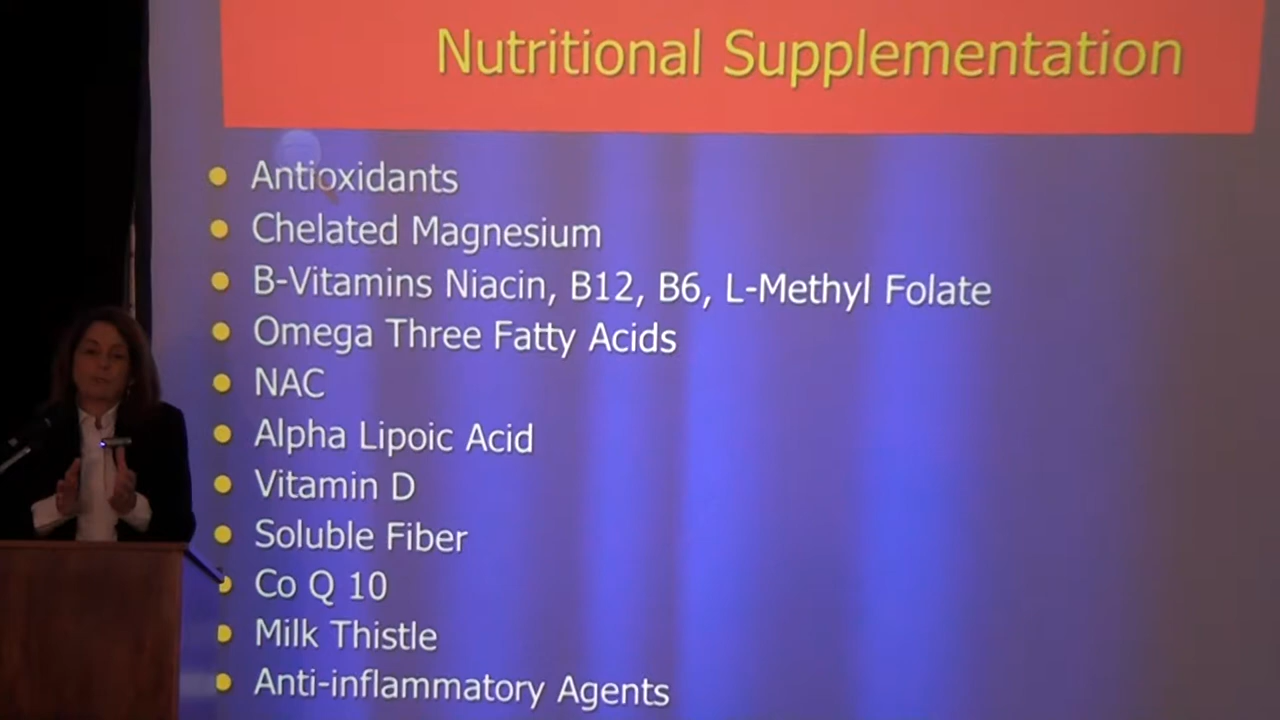 Nutritional Supplementation
Antioxidants
Chelated Magnesium
B-Vitamins Niacin, B12, B6, L-Methyl Folate
Omega Three Fatty Acids
NAC
Alpha Lipoic Acid
Vitamin D
Soluble Fiber
Co Q 10
Milk Thistle
Anti-inflammatory Agents